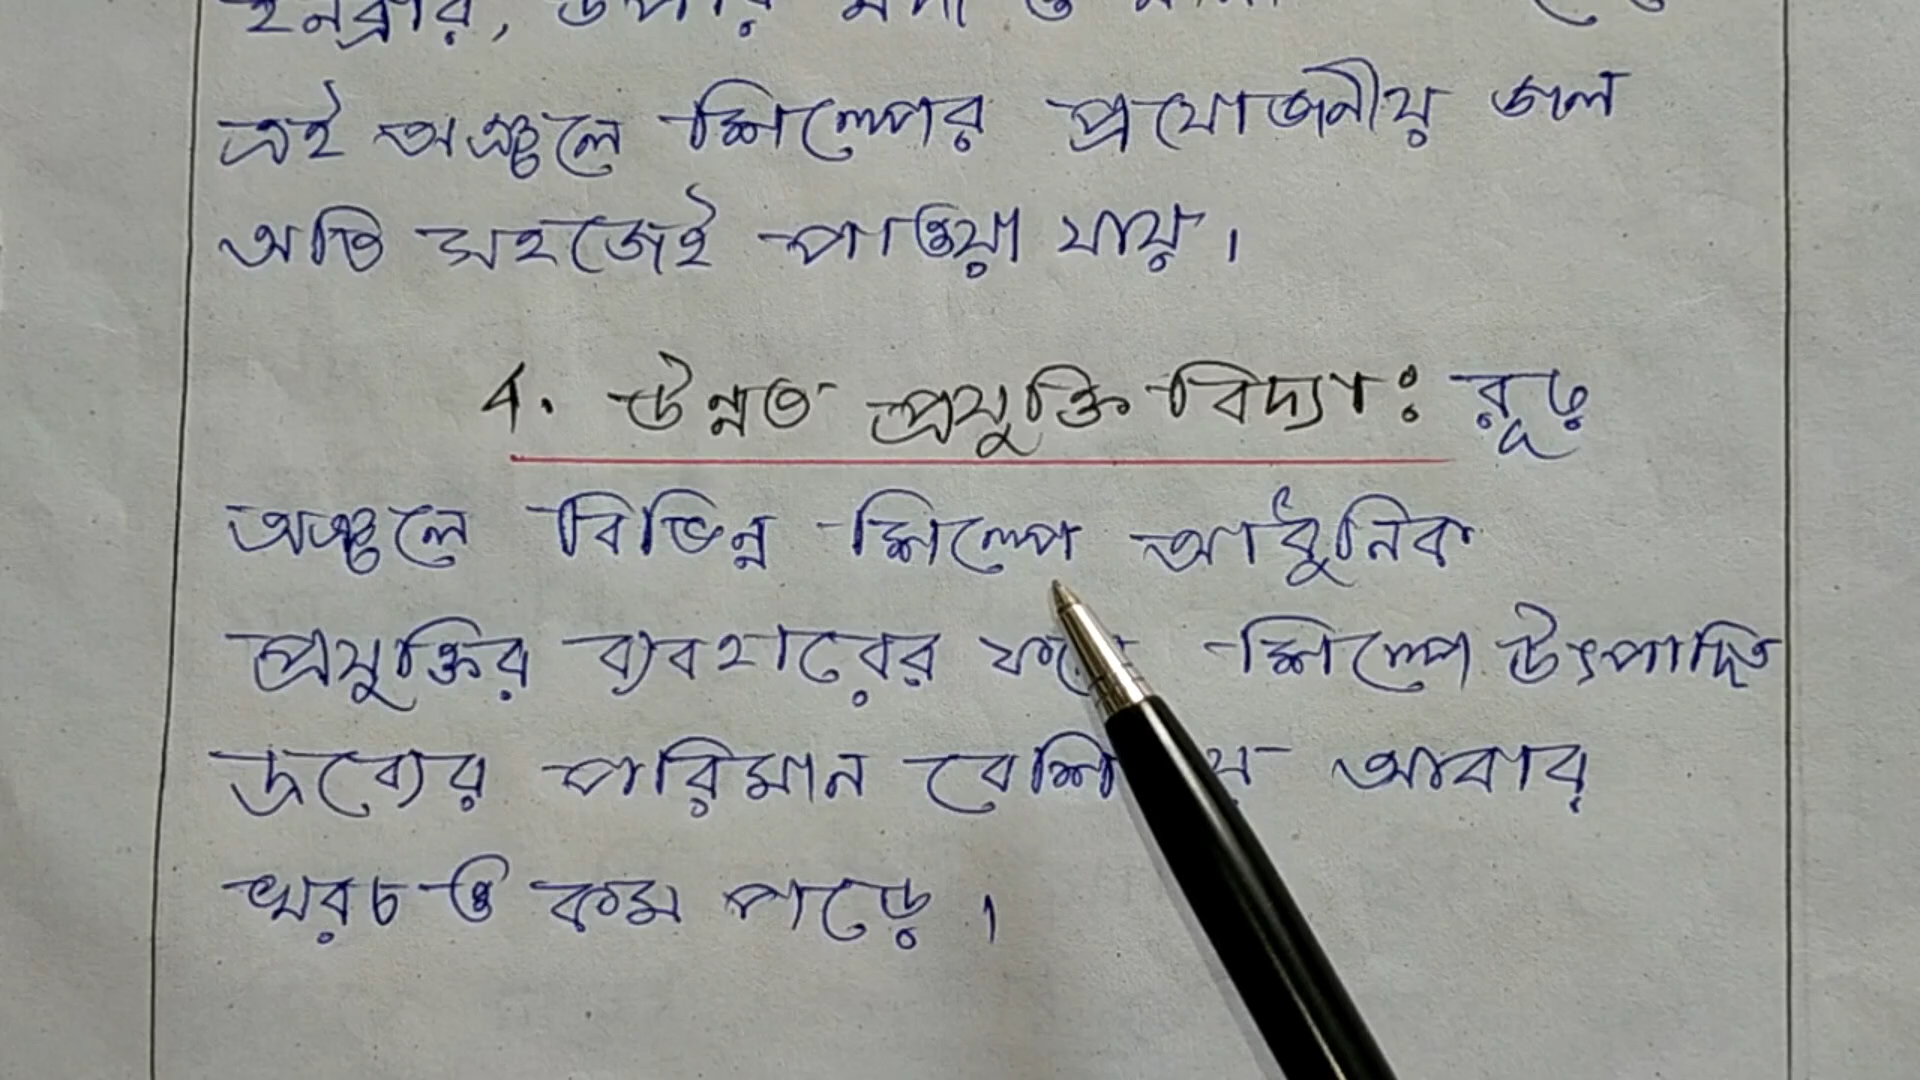 এই অঞ্চলে শিল্পের প্রযোজনীয় জল
অতি সহজেই পাওয়া যায়।
4. উন্নত প্রযুক্তি বিদ্যা : রূঢ়
অঞ্চলে বিভিন্ন শিল্পে আধুনিক
প্রযুক্তির ব্যবহারের শিল্পে উৎপাদিত
দ্রব্যের পরিমান বেশি আবার
খরচ ও কম পড়ে।